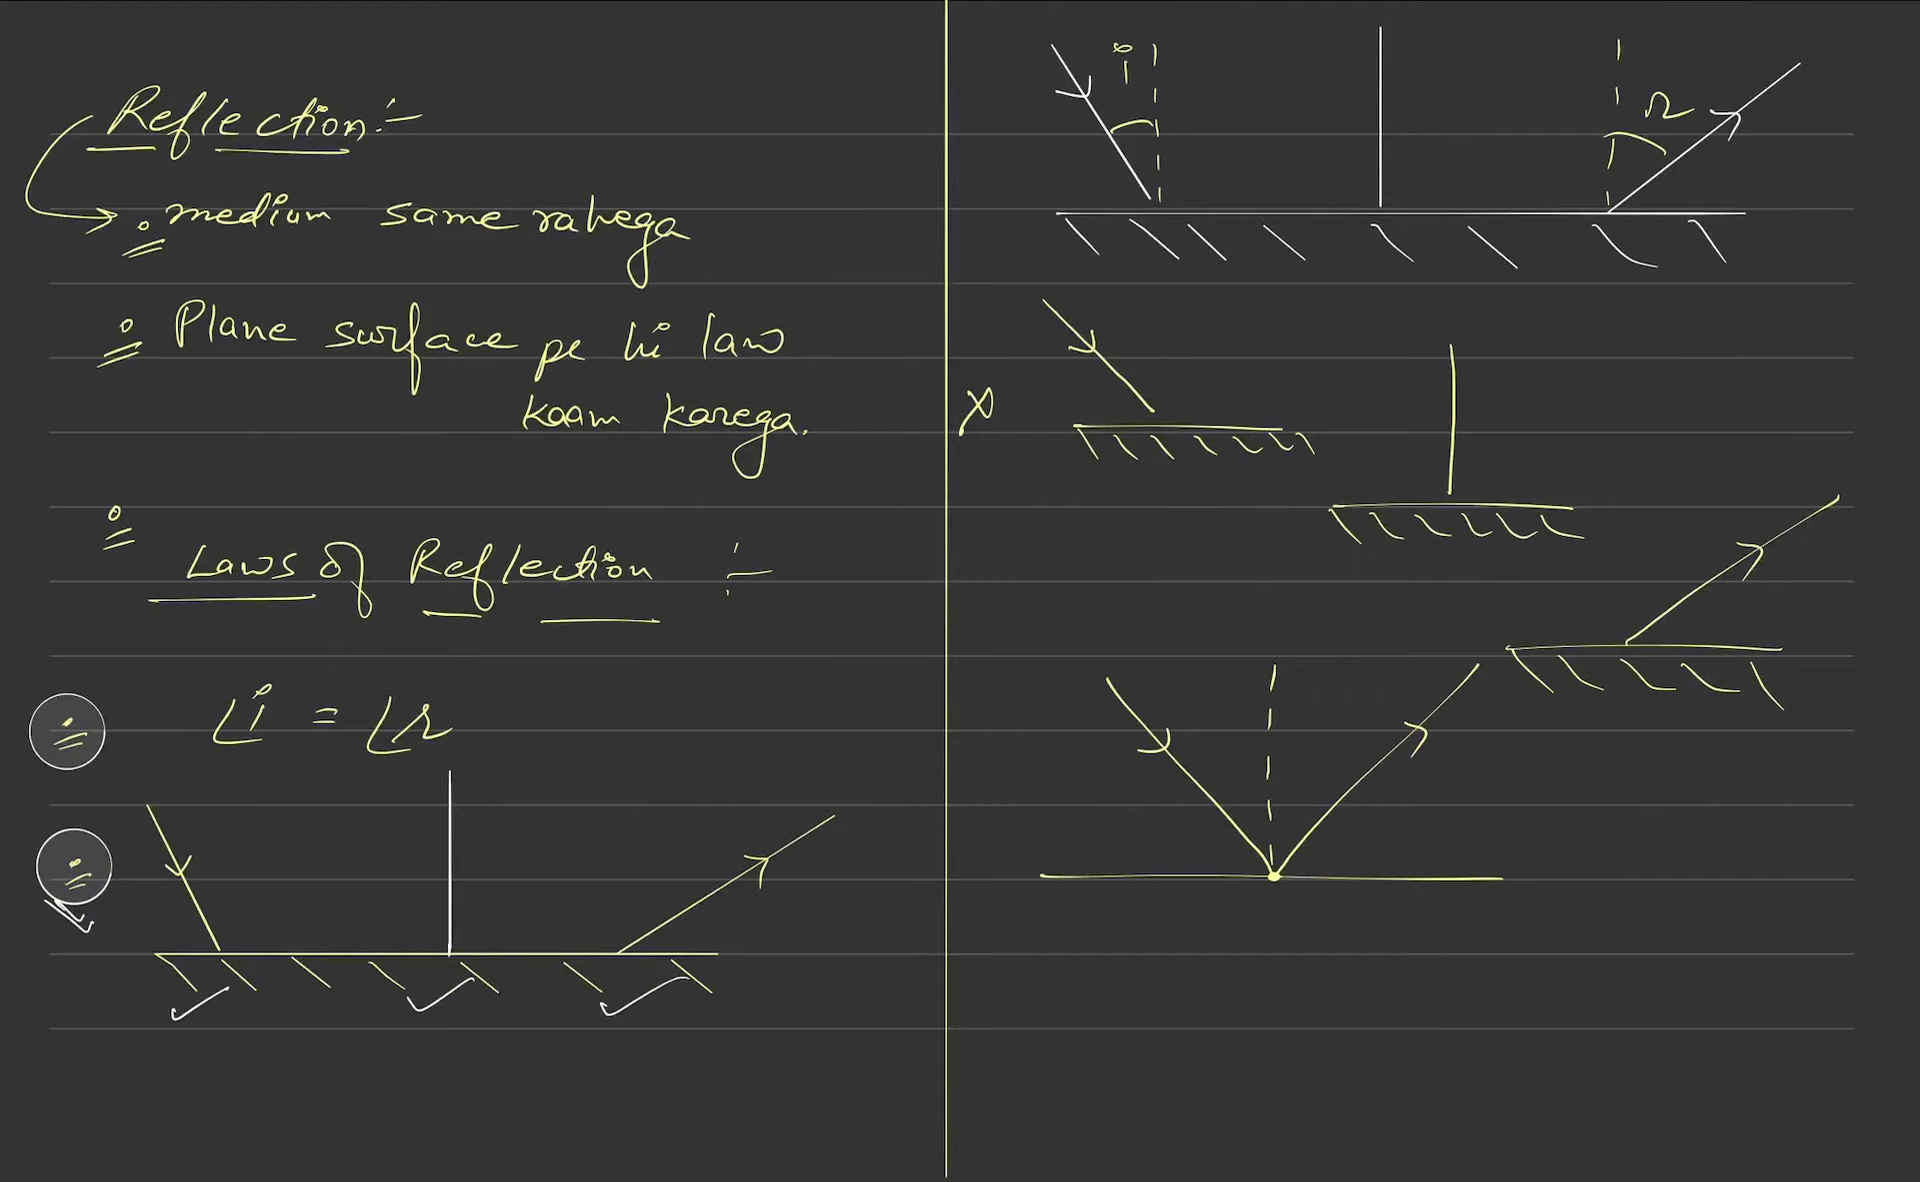 Reflection :-
medium same rahega
Plane surface pe hi law
kaam karega.
Laws of Reflection :-
∠i = ∠r
i
r
X